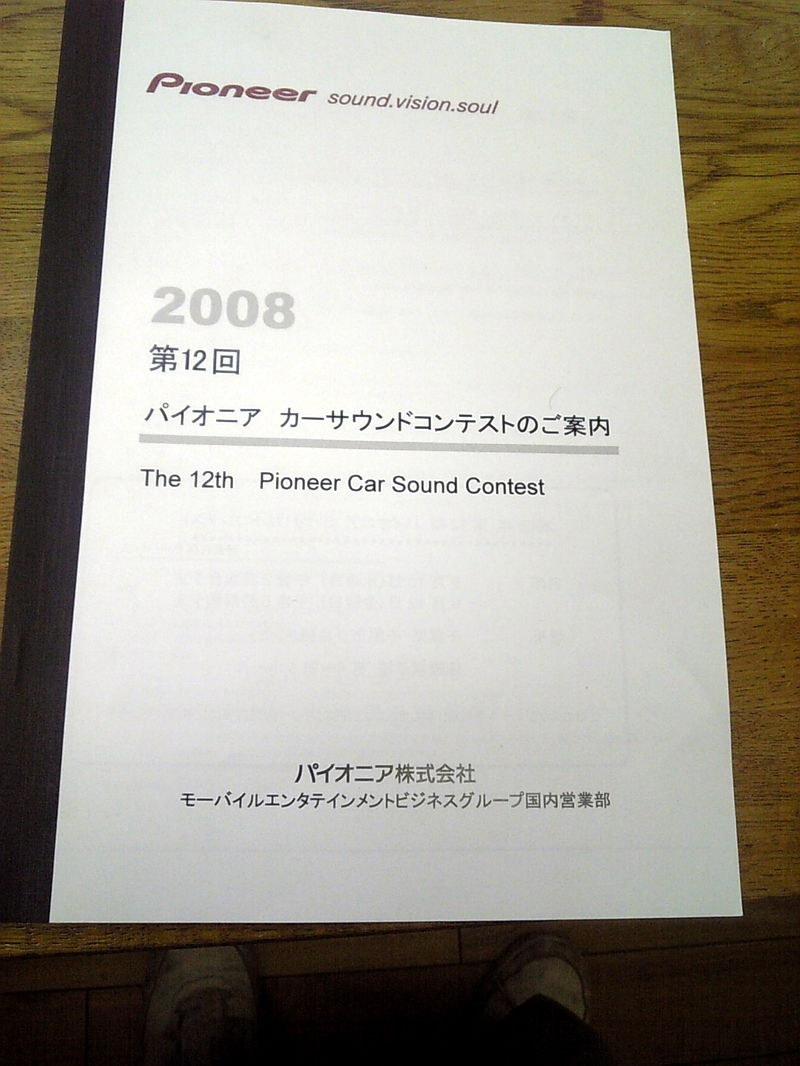 Pioneer sound.vision.soul
2008
第12回
パイオニア　カーサウンドコンテストのご案内
The 12th　Pioneer Car Sound Contest
パイオニア株式会社
モーバイルエンタテインメントビジネスグループ国内営業部